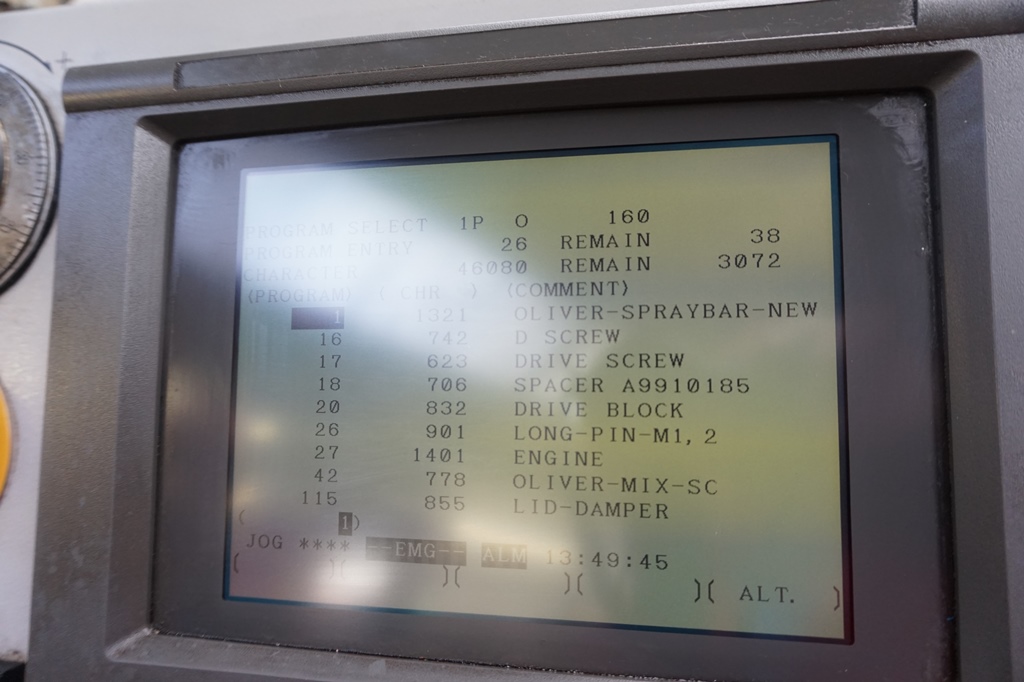 PROGRAM SELECT 1P O 160
PROGRAM ENTRY 26 REMAIN 38
CHARACTER 46080 REMAIN 3072
(PROGRAM) ( CHR ) (COMMENT)
1 1321 OLIVER-SPRAYBAR-NEW
16 742 D SCREW
17 623 DRIVE SCREW
18 706 SPACER A9910185
20 832 DRIVE BLOCK
26 901 LONG-PIN-M1,2
27 1401 ENGINE
42 778 OLIVER-MIX-SC
115 855 LID-DAMPER
( 1)
JOG **** --EMG-- ALM 13:49:45
( )( )( )( )( ALT. )